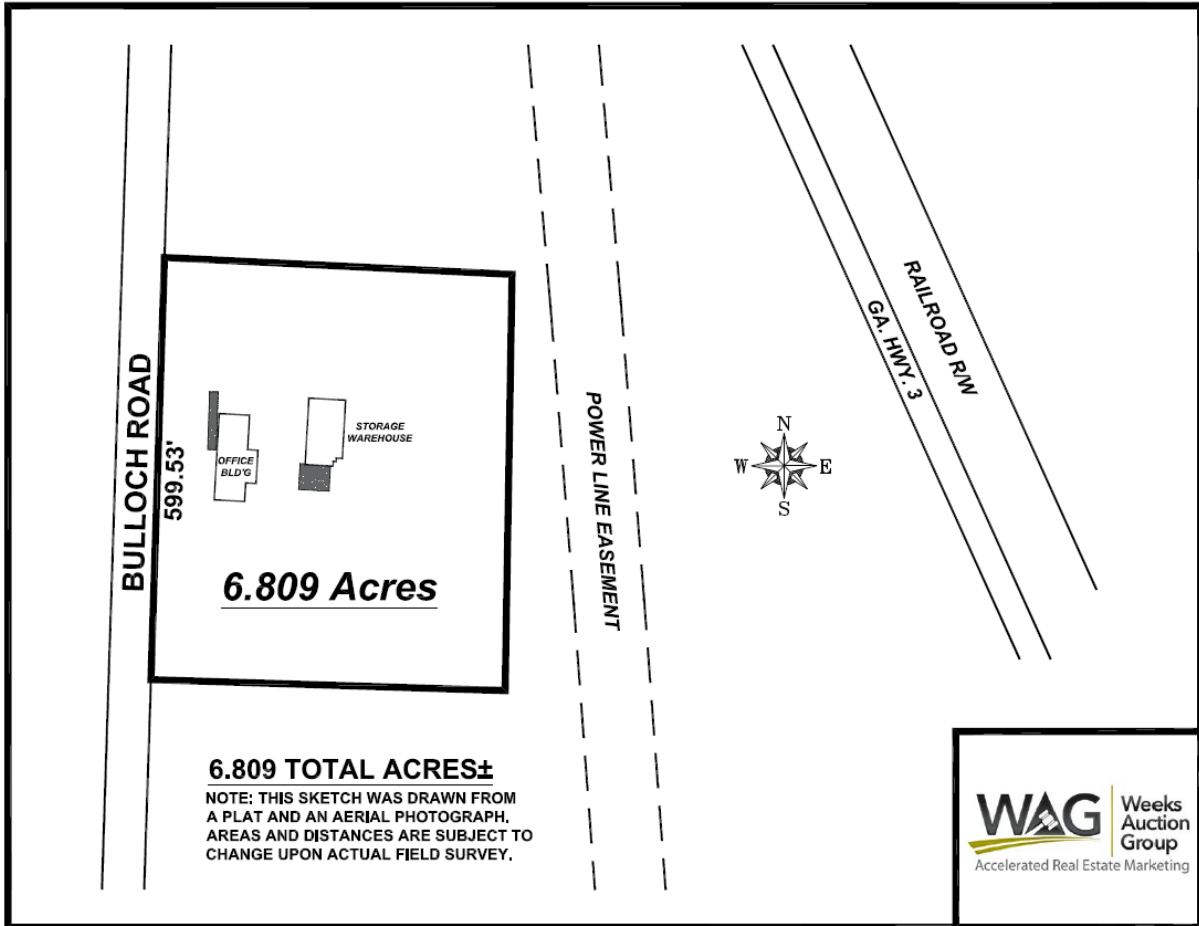 BULLOCH ROAD
599.53'
OFFICE
BLD'G
STORAGE
WAREHOUSE
6.809 Acres
POWER LINE EASEMENT
GA. HWY. 3
RAILROAD R/W
N
W E
S
6.809 TOTAL ACRES±
NOTE: THIS SKETCH WAS DRAWN FROM
A PLAT AND AN AERIAL PHOTOGRAPH.
AREAS AND DISTANCES ARE SUBJECT TO
CHANGE UPON ACTUAL FIELD SURVEY.
WAG
Weeks
Auction
Group
Accelerated Real Estate Marketing